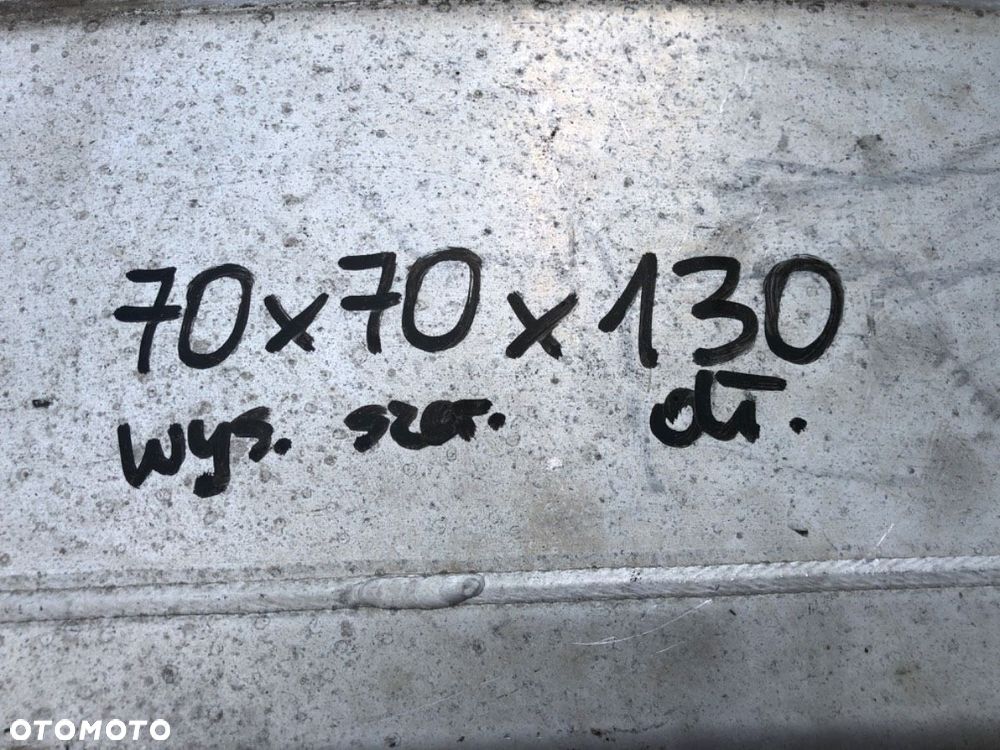 70x70x130
wys. szer. dł.
OTOMOTO